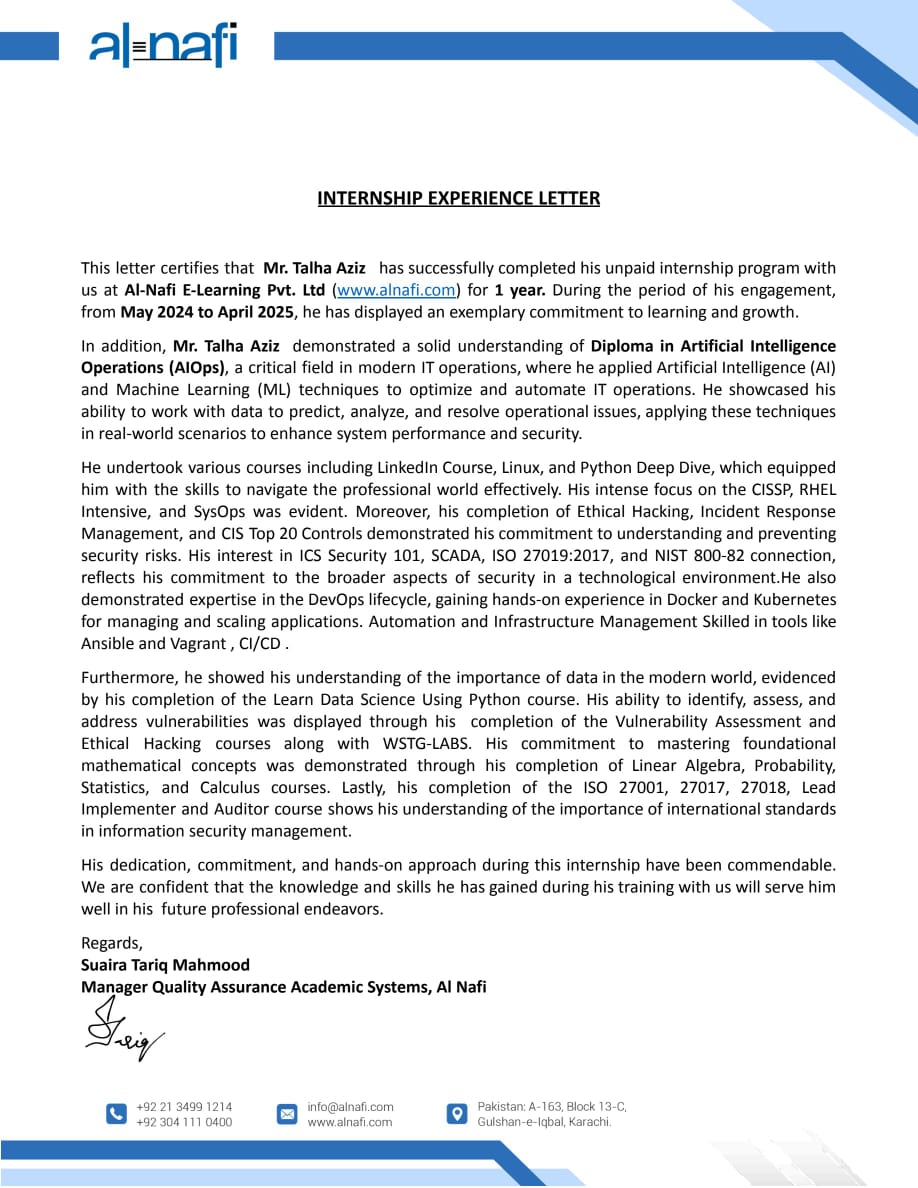 al-nafi
INTERNSHIP EXPERIENCE LETTER
This letter certifies that Mr. Talha Aziz has successfully completed his unpaid internship program with
us at Al-Nafi E-Learning Pvt. Ltd (www.alnafi.com) for 1 year. During the period of his engagement,
from May 2024 to April 2025, he has displayed an exemplary commitment to learning and growth.
In addition, Mr. Talha Aziz demonstrated a solid understanding of Diploma in Artificial Intelligence
Operations (AIOps), a critical field in modern IT operations, where he applied Artificial Intelligence (AI)
and Machine Learning (ML) techniques to optimize and automate IT operations. He showcased his
ability to work with data to predict, analyze, and resolve operational issues, applying these techniques
in real-world scenarios to enhance system performance and security.
He undertook various courses including LinkedIn Course, Linux, and Python Deep Dive, which equipped
him with the skills to navigate the professional world effectively. His intense focus on the CISSP, RHEL
Intensive, and SysOps was evident. Moreover, his completion of Ethical Hacking, Incident Response
Management, and CIS Top 20 Controls demonstrated his commitment to understanding and preventing
security risks. His interest in ICS Security 101, SCADA, ISO 27019:2017, and NIST 800-82 connection,
reflects his commitment to the broader aspects of security in a technological environment.He also
demonstrated expertise in the DevOps lifecycle, gaining hands-on experience in Docker and Kubernetes
for managing and scaling applications. Automation and Infrastructure Management Skilled in tools like
Ansible and Vagrant , CI/CD .
Furthermore, he showed his understanding of the importance of data in the modern world, evidenced
by his completion of the Learn Data Science Using Python course. His ability to identify, assess, and
address vulnerabilities was displayed through his completion of the Vulnerability Assessment and
Ethical Hacking courses along with WSTG-LABS. His commitment to mastering foundational
mathematical concepts was demonstrated through his completion of Linear Algebra, Probability,
Statistics, and Calculus courses. Lastly, his completion of the ISO 27001, 27017, 27018, Lead
Implementer and Auditor course shows his understanding of the importance of international standards
in information security management.
His dedication, commitment, and hands-on approach during this internship have been commendable.
We are confident that the knowledge and skills he has gained during his training with us will serve him
well in his future professional endeavors.
Regards,
Suaira Tariq Mahmood
Manager Quality Assurance Academic Systems, Al Nafi
+92 21 3499 1214
+92 304 111 0400
info@alnafi.com
www.alnafi.com
Pakistan: A-163, Block 13-C,
Gulshan-e-Iqbal, Karachi.